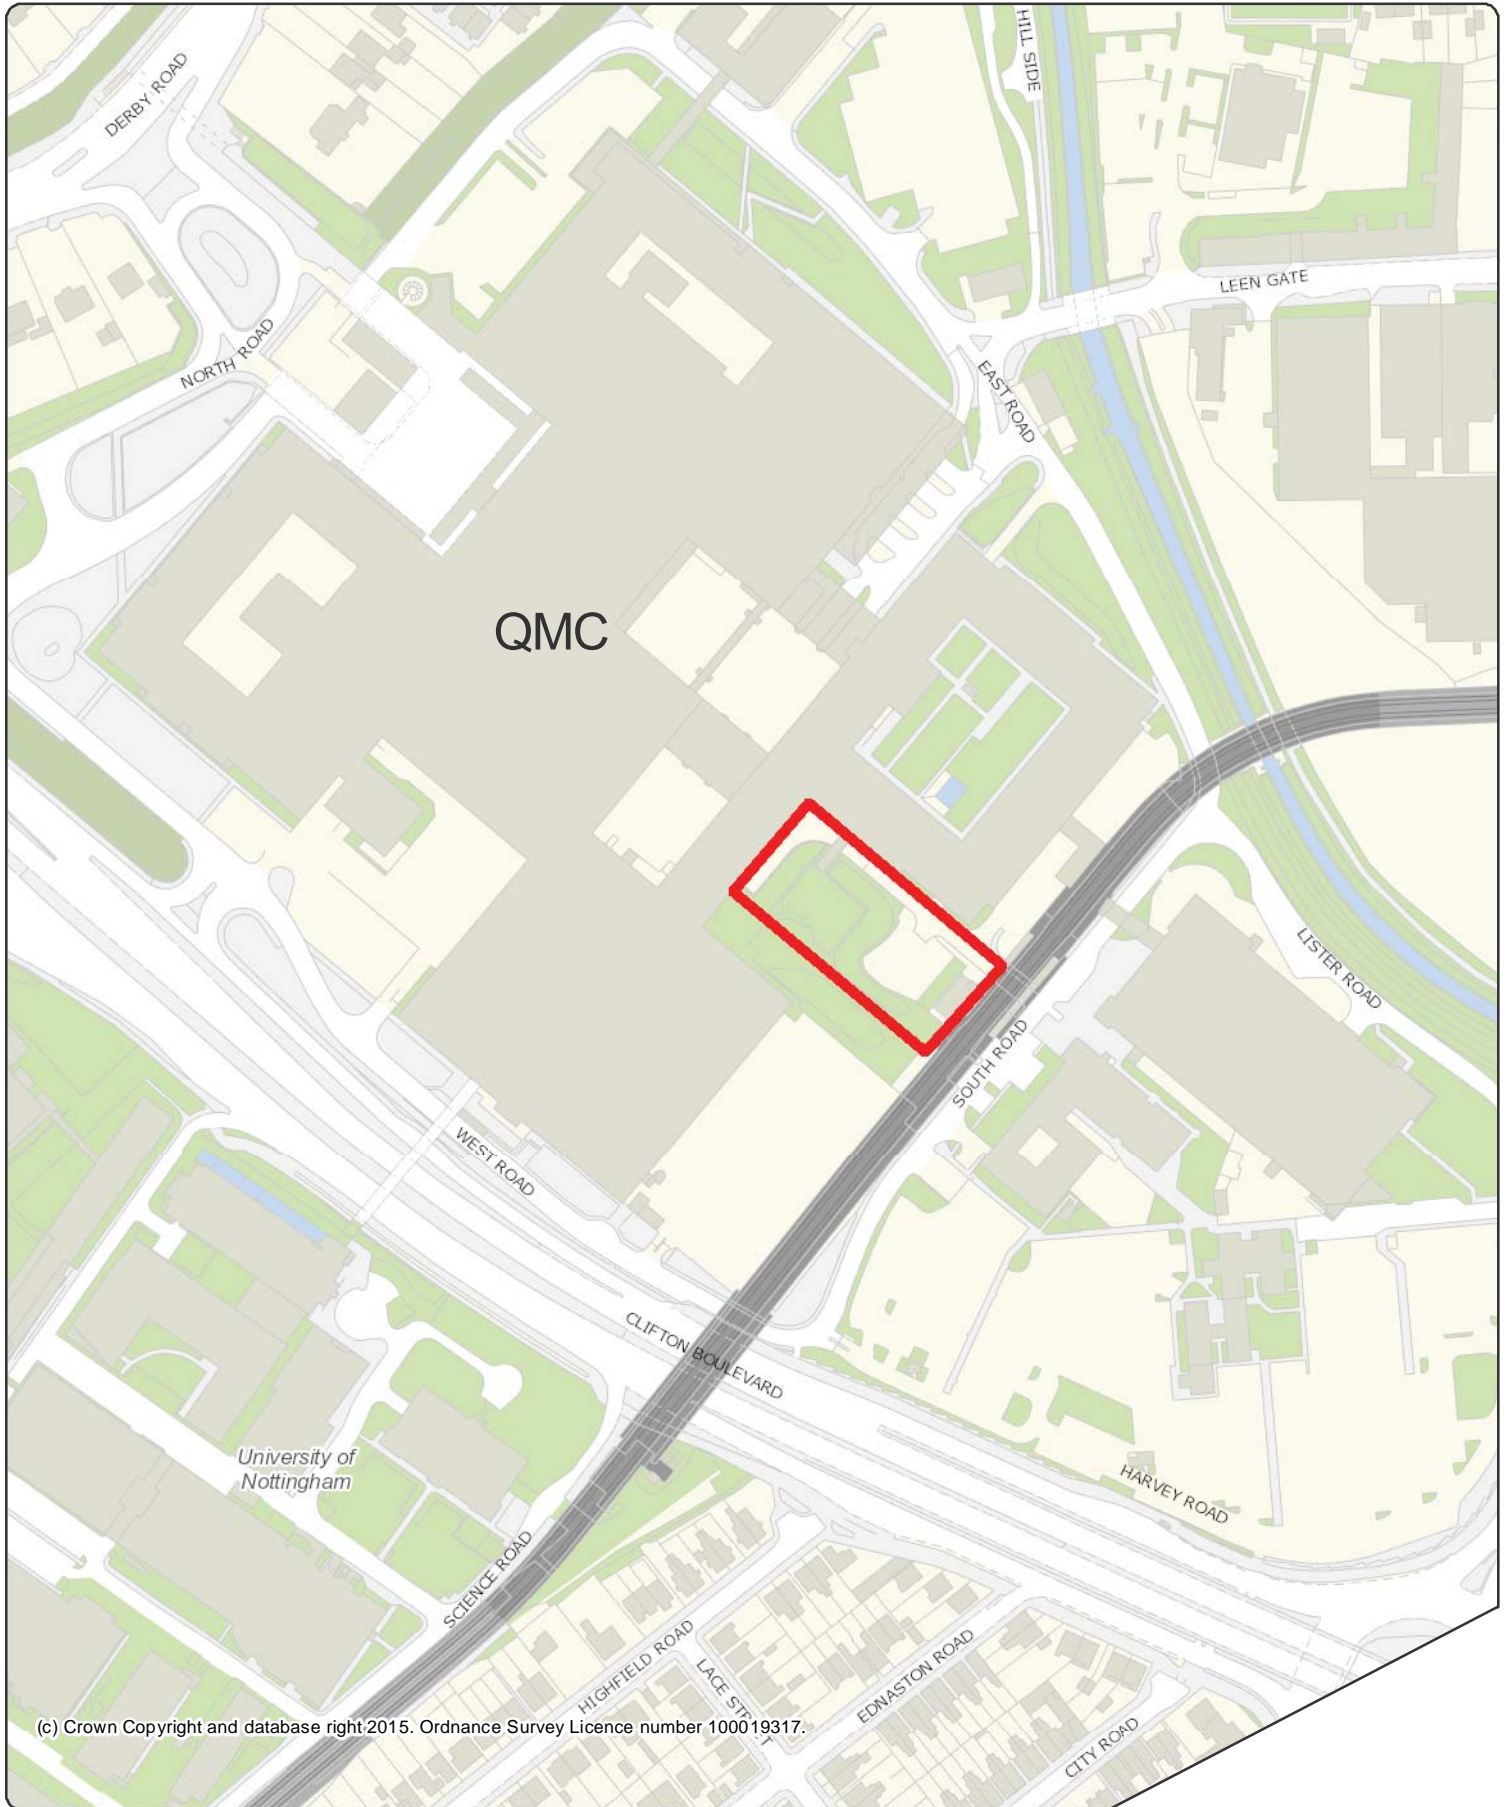 HILL SIDE
DERBY ROAD
LEEN GATE
NORTH ROAD
EAST ROAD
QMC
LISTER ROAD
SOUTH ROAD
WEST ROAD
CLIFTON BOULEVARD
University of
Nottingham
HARVEY ROAD
SCIENCE ROAD
HIGHFIELD ROAD
LACE STREET
EDNASTON ROAD
CITY ROAD
(c) Crown Copyright and database right 2015. Ordnance Survey Licence number 100019317.